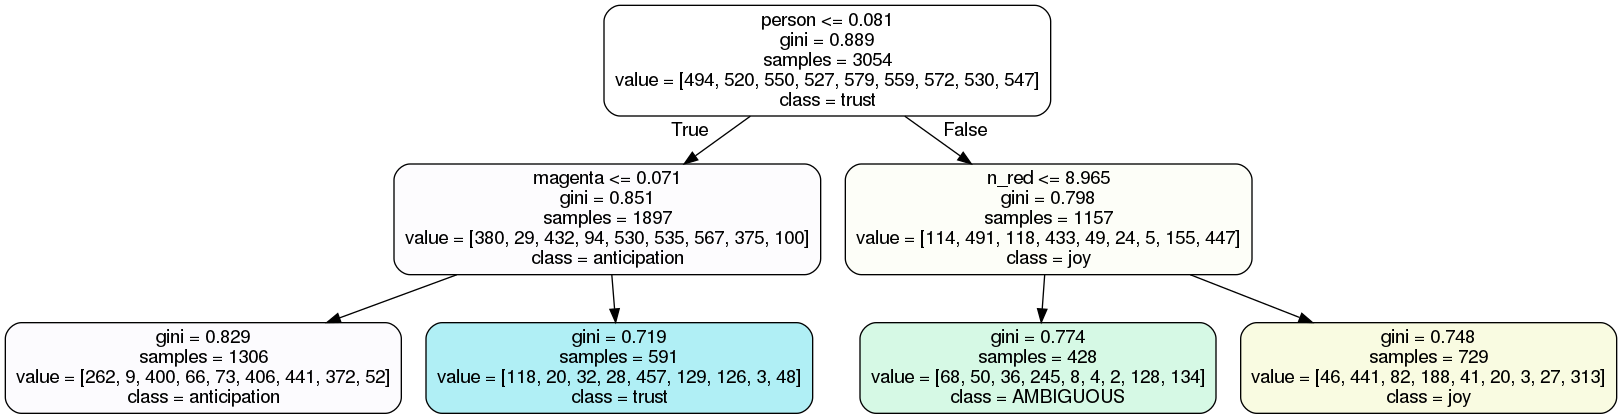 person <= 0.081
gini = 0.889
samples = 3054
value = [494, 520, 550, 527, 579, 559, 572, 530, 547]
class = trust
True
False
magenta <= 0.071
gini = 0.851
samples = 1897
value = [380, 29, 432, 94, 530, 535, 567, 375, 100]
class = anticipation
n_red <= 8.965
gini = 0.798
samples = 1157
value = [114, 491, 118, 433, 49, 24, 5, 155, 447]
class = joy
gini = 0.829
samples = 1306
value = [262, 9, 400, 66, 73, 406, 441, 372, 52]
class = anticipation
gini = 0.719
samples = 591
value = [118, 20, 32, 28, 457, 129, 126, 3, 48]
class = trust
gini = 0.774
samples = 428
value = [68, 50, 36, 245, 8, 4, 2, 128, 134]
class = AMBIGUOUS
gini = 0.748
samples = 729
value = [46, 441, 82, 188, 41, 20, 3, 27, 313]
class = joy